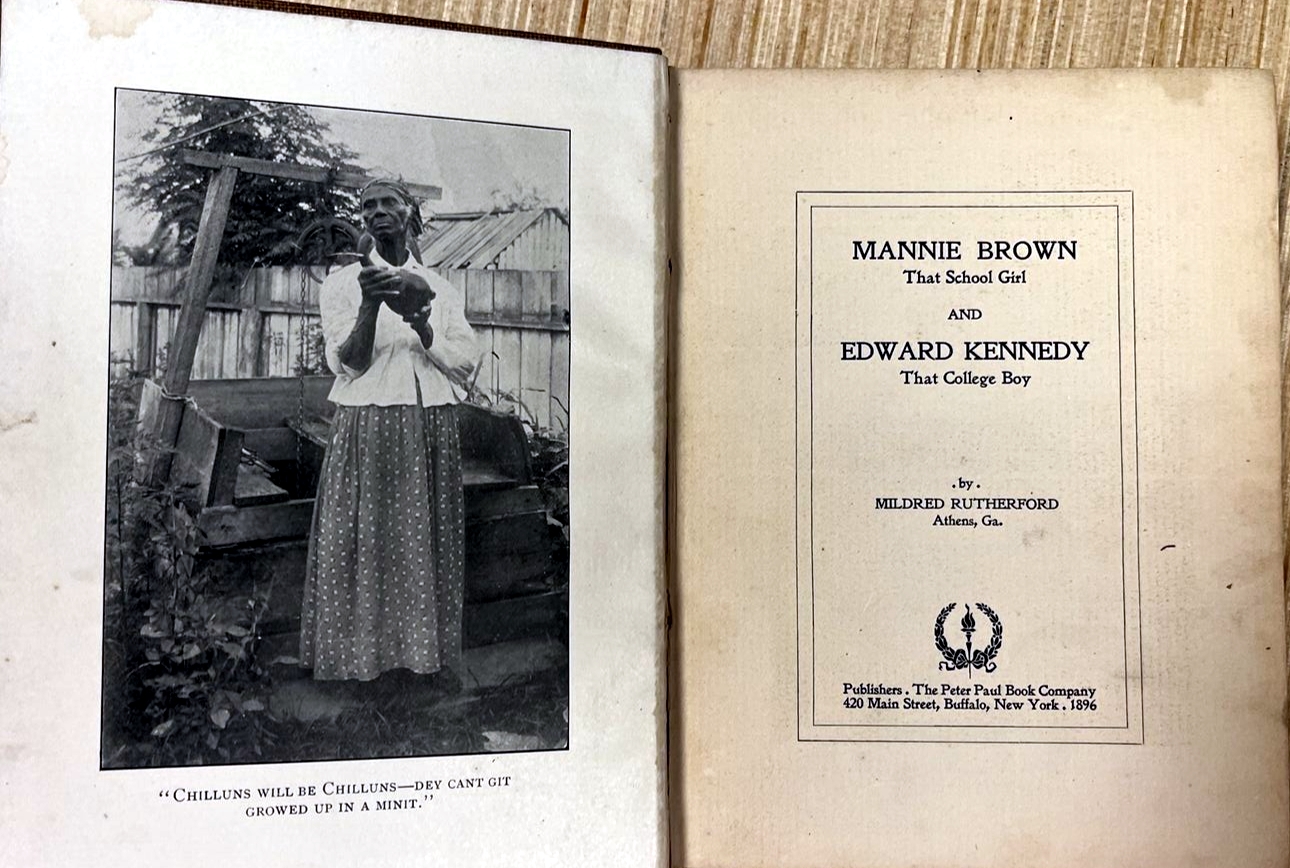 "CHILLUNS WILL BE CHILLUNS—DEY CANT GIT
GROWED UP IN A MINIT."
MANNIE BROWN
That School Girl
AND
EDWARD KENNEDY
That College Boy
.by.
MILDRED RUTHERFORD
Athens, Ga.
Publishers. The Peter Paul Book Company
420 Main Street, Buffalo, New York. 1896